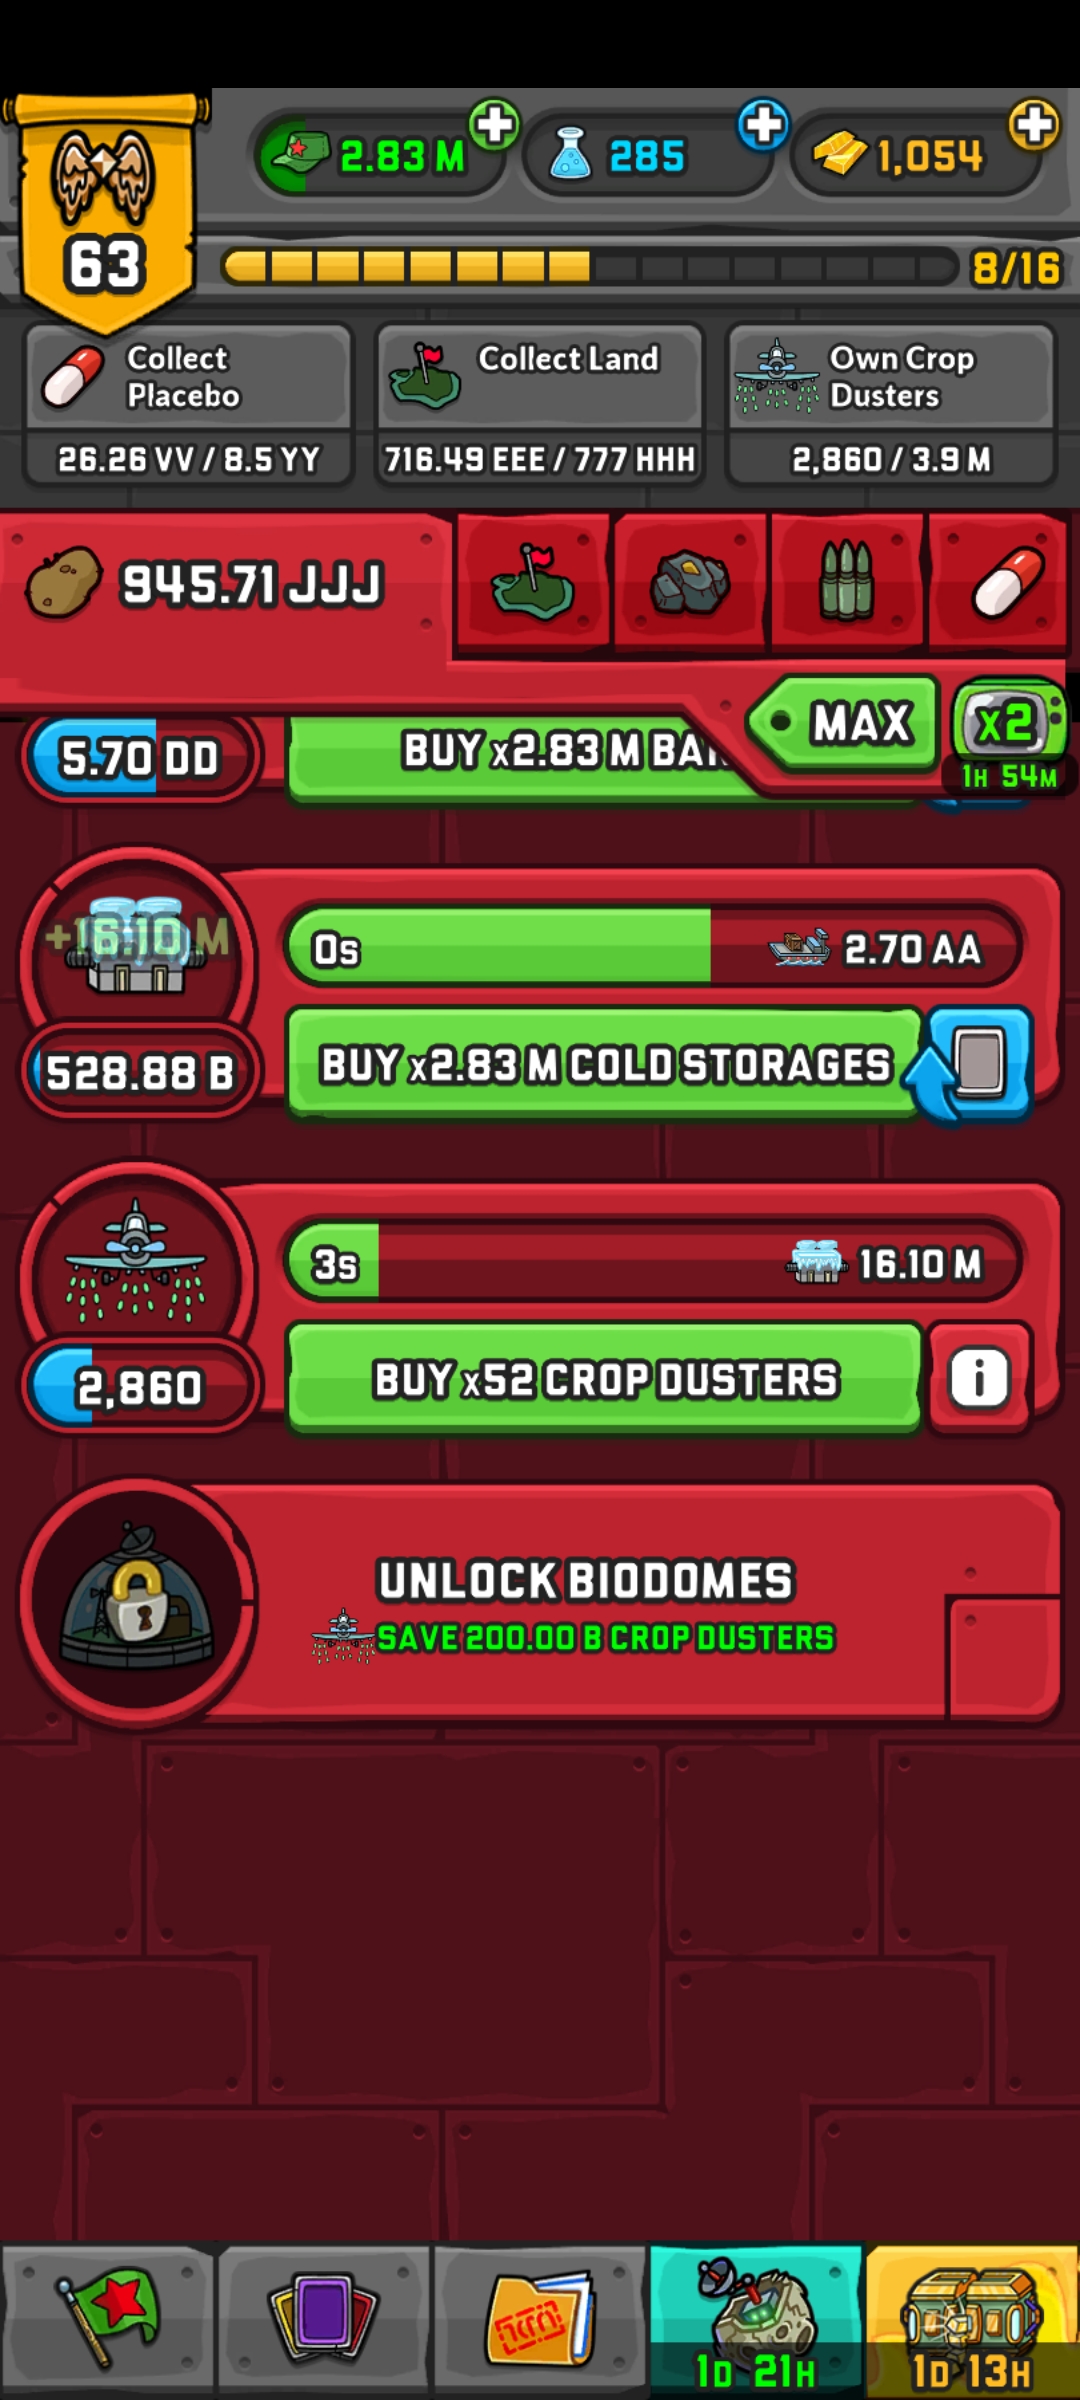 2.83 M
285
1,054
63
8/16
Collect
Placebo
26.26 VV / 8.5 YY
Collect Land
716.49 EEE / 777 HHH
Own Crop
Dusters
2,860 / 3.9 M
945.71 JJJ
MAX
x2
1H 54M
5.70 DD
BUY x2.83 M
+16.10 M
0s
2.70 AA
528.88 B
BUY x2.83 M COLD STORAGES
3s
16.10 M
2,860
BUY x52 CROP DUSTERS
i
UNLOCK BIODOMES
SAVE 200.00 B CROP DUSTERS
1D 21H
1D 13H